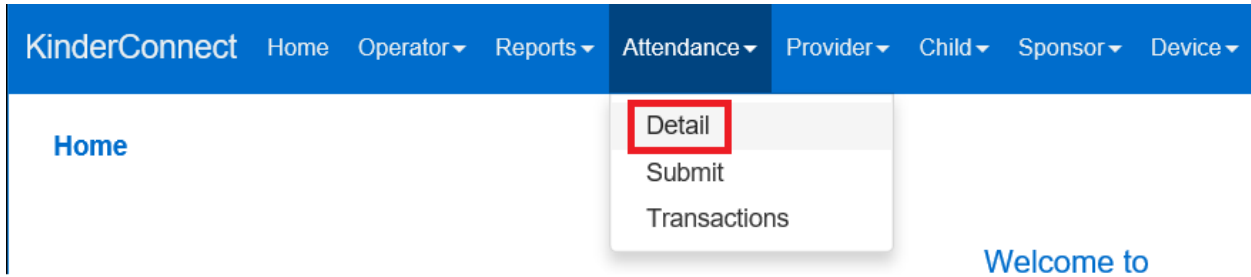 KinderConnect Home Operator Reports Attendance Provider Child Sponsor Device
Home
Detail
Submit
Transactions
Welcome to